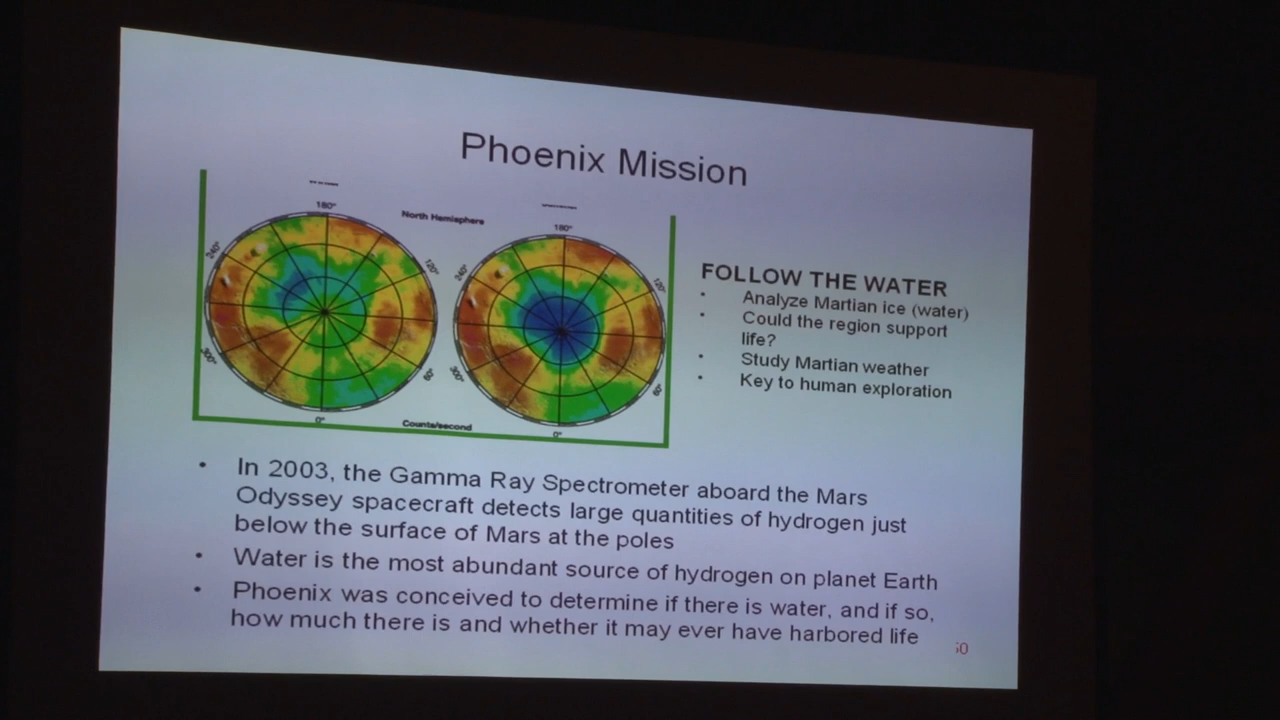 Phoenix Mission
180°
North Hemisphere
180°
240°
120°
240°
120°
300°
60°
300°
60°
0°
Counts/second
0°
FOLLOW THE WATER
• Analyze Martian ice (water)
• Could the region support
life?
• Study Martian weather
• Key to human exploration
• In 2003, the Gamma Ray Spectrometer aboard the Mars
Odyssey spacecraft detects large quantities of hydrogen just
below the surface of Mars at the poles
• Water is the most abundant source of hydrogen on planet Earth
• Phoenix was conceived to determine if there is water, and if so,
how much there is and whether it may ever have harbored life